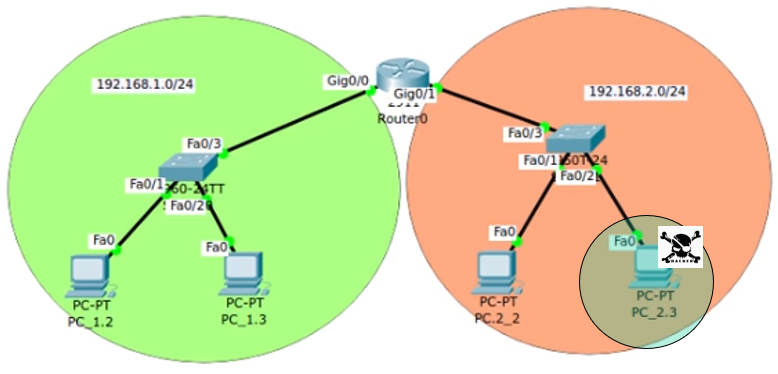 192.168.1.0/24
192.168.2.0/24
Gig0/0
Gig0/1
Router0
Fa0/3
Fa0/3
Fa0/1
Fa0/2
Fa0/1
Fa0/2
Fa0
Fa0
Fa0
Fa0
HACKER
PC-PT
PC_1.2
PC-PT
PC_1.3
PC-PT
PC.2_2
PC-PT
PC_2.3